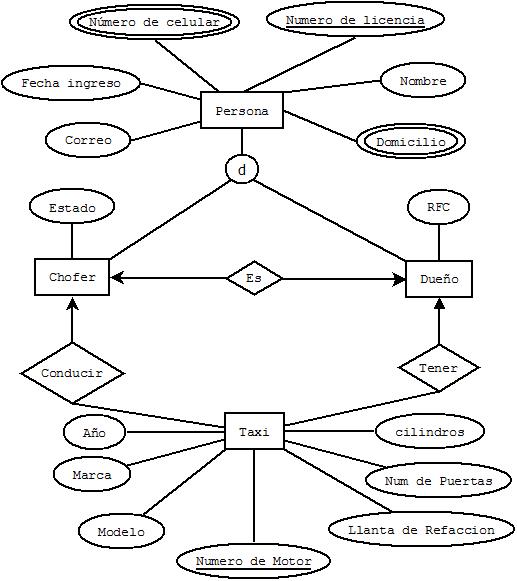 Número de celular
Numero de licencia
Fecha ingreso
Nombre
Persona
Correo
Domicilio
d
Estado
RFC
Chofer
Es
Dueño
Conducir
Tener
Año
Taxi
cilindros
Marca
Num de Puertas
Modelo
Llanta de Refaccion
Numero de Motor